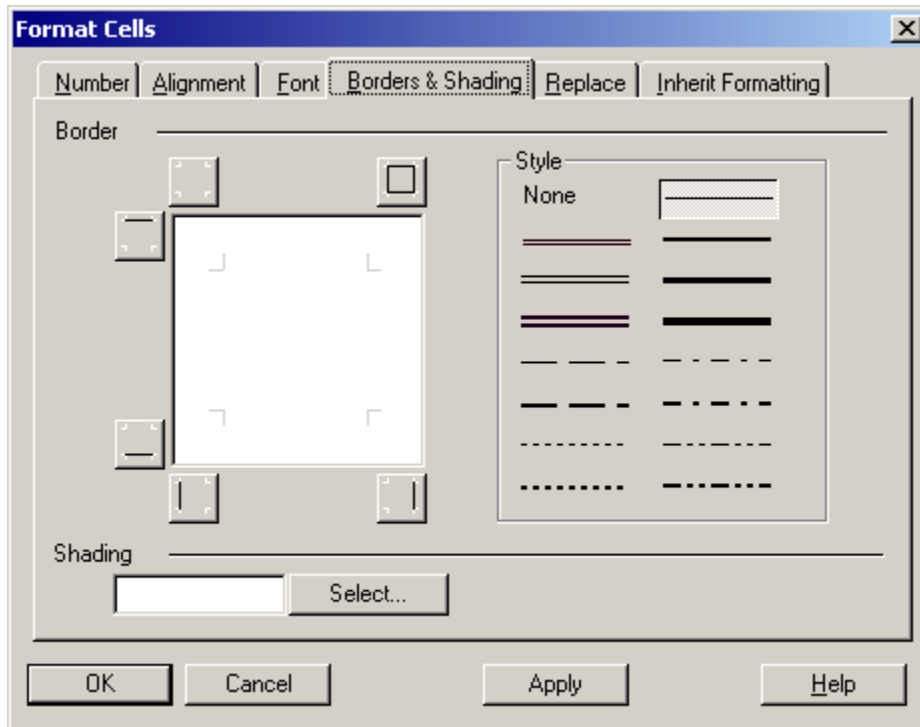 Format Cells
Number Alignment Font Borders & Shading Replace Inherit Formatting
Border
Style
None
Shading
Select...
OK Cancel Apply Help